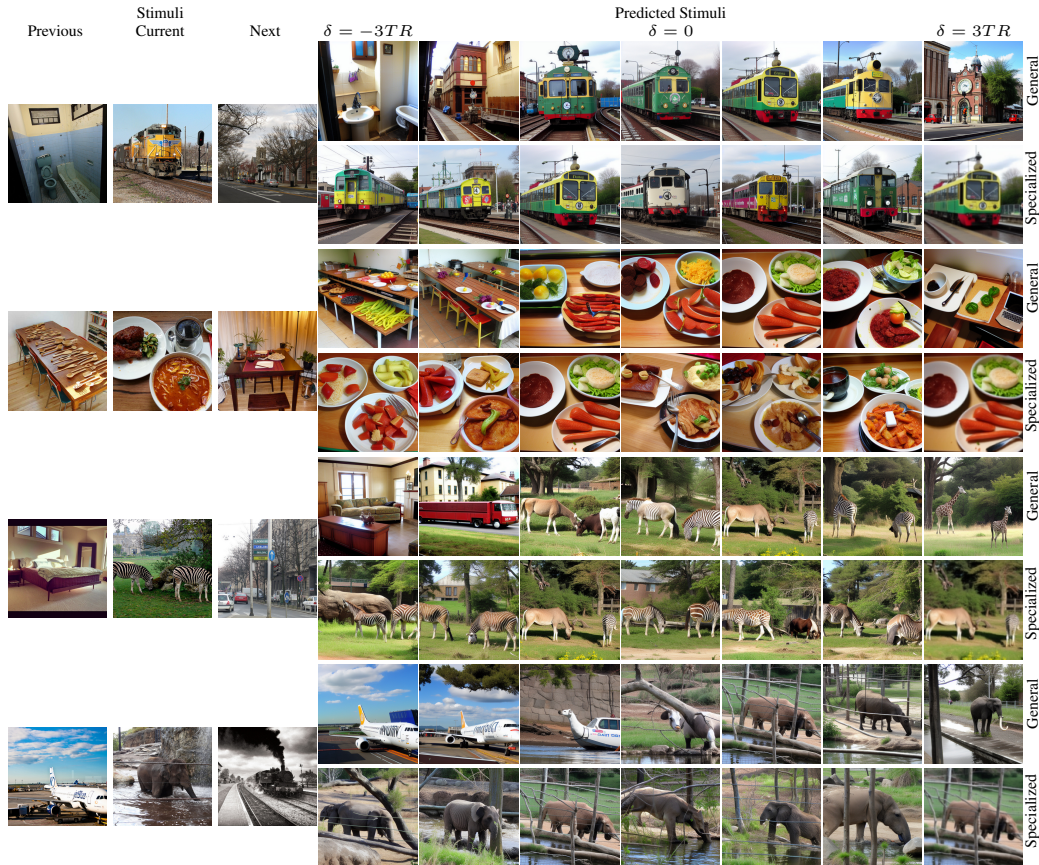 Stimuli
Predicted Stimuli
Previous
Current
Next
δ = −3TR
δ = 0
δ = 3TR
General
Specialized
General
Specialized
General
Specialized
General
Specialized